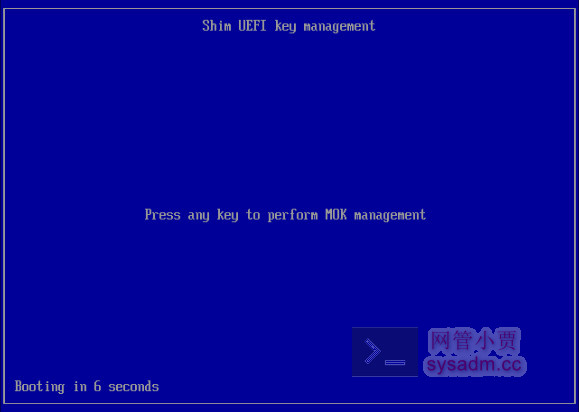 Shim UEFI key management
Press any key to perform MOK management
>_
网管小贾
sysadm.cc
Booting in 6 seconds